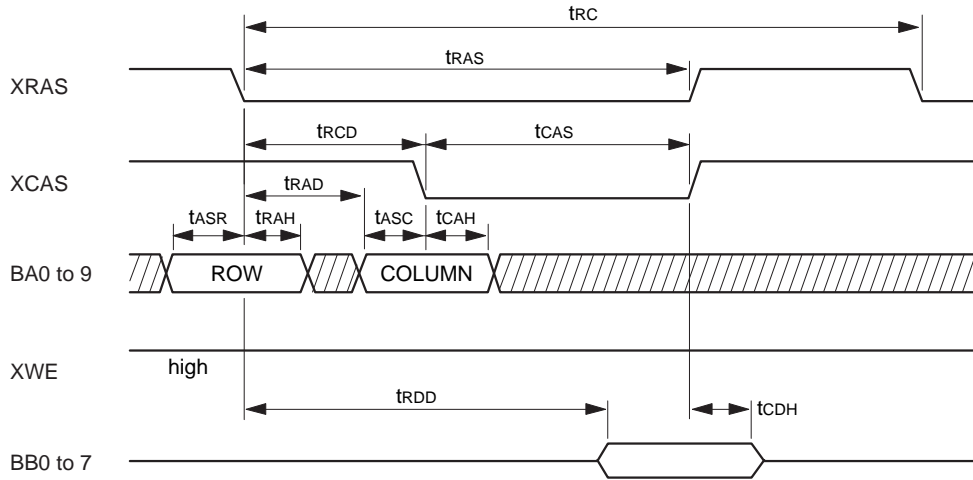 tRC
tRAS
XRAS
tRCD tCAS
XCAS
tRAD
tASR tRAH tASC tCAH
BA0 to 9 ROW COLUMN
XWE high
tRDD tCDH
BB0 to 7